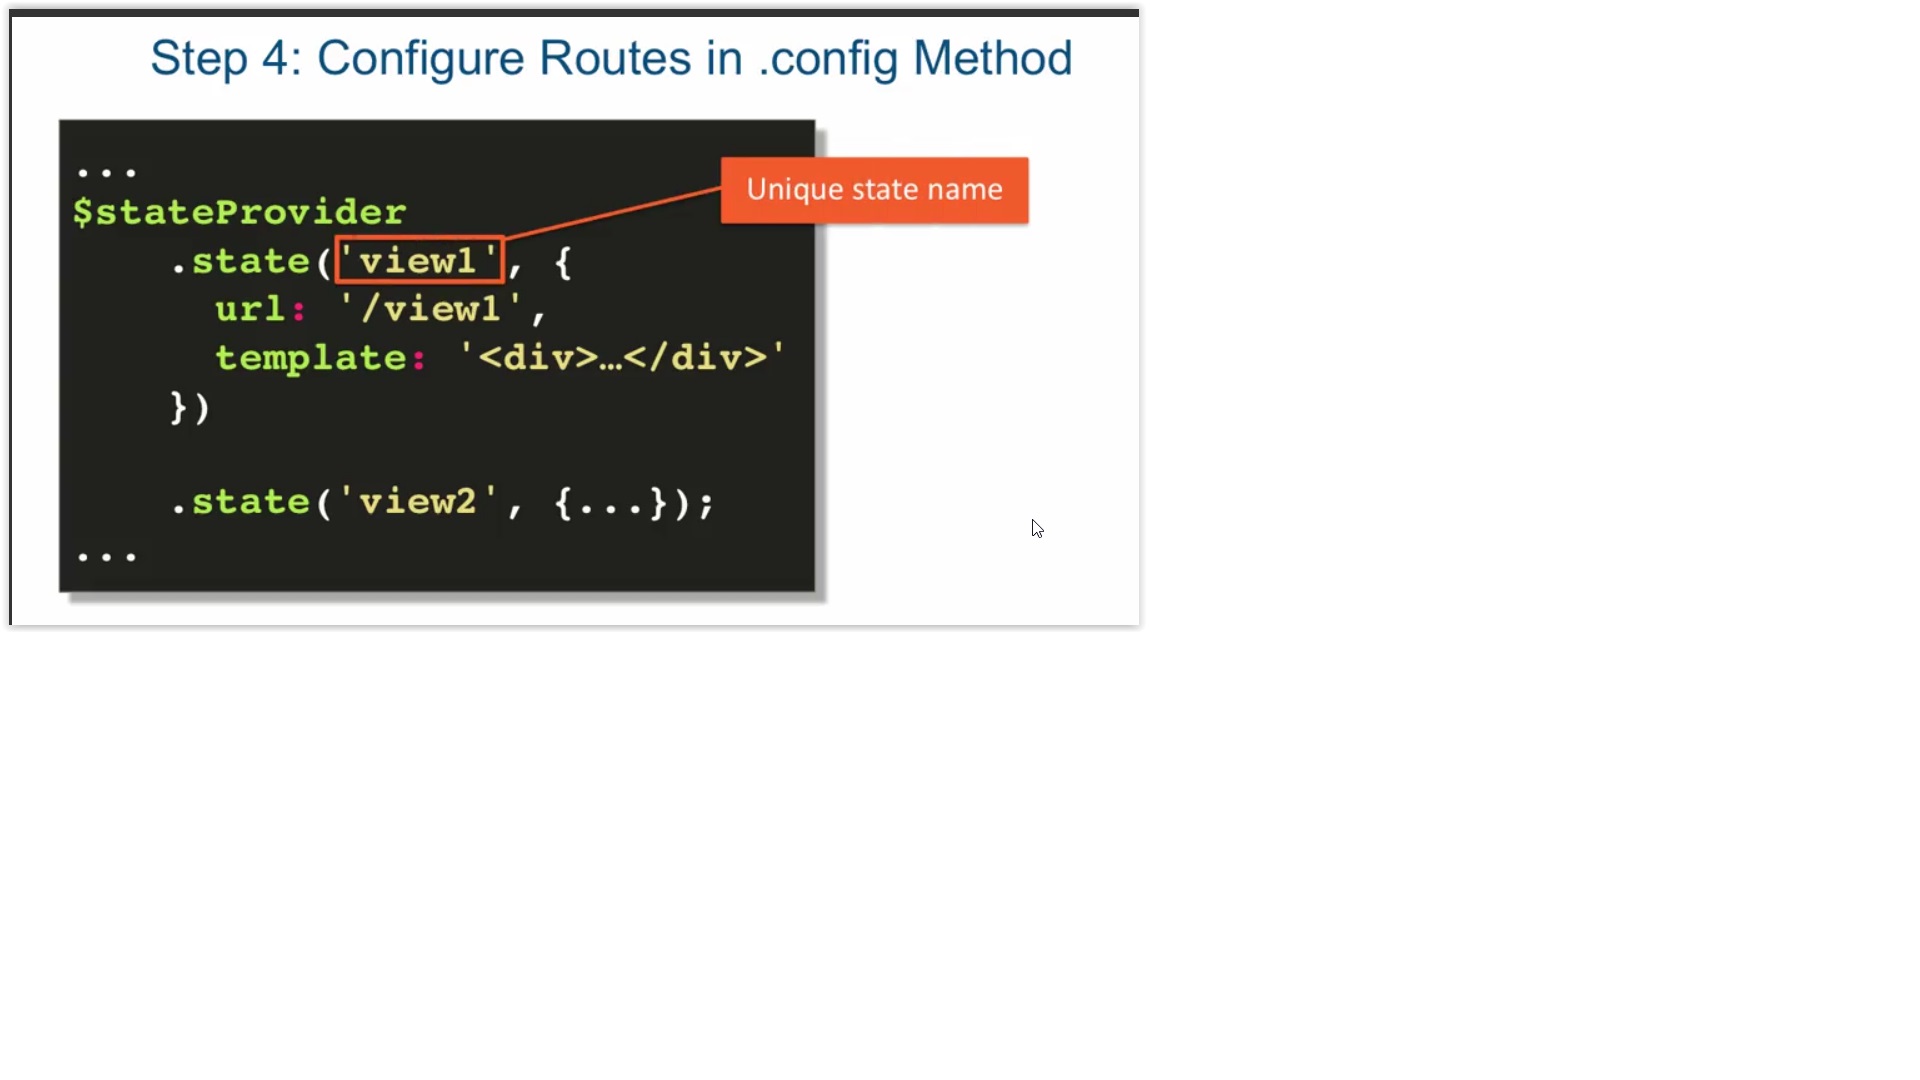 Step 4: Configure Routes in .config Method
...
Unique state name
$stateProvider
.state('view1', {
url: '/view1',
template: '<div>…</div>'
})
.state('view2', {...});
...